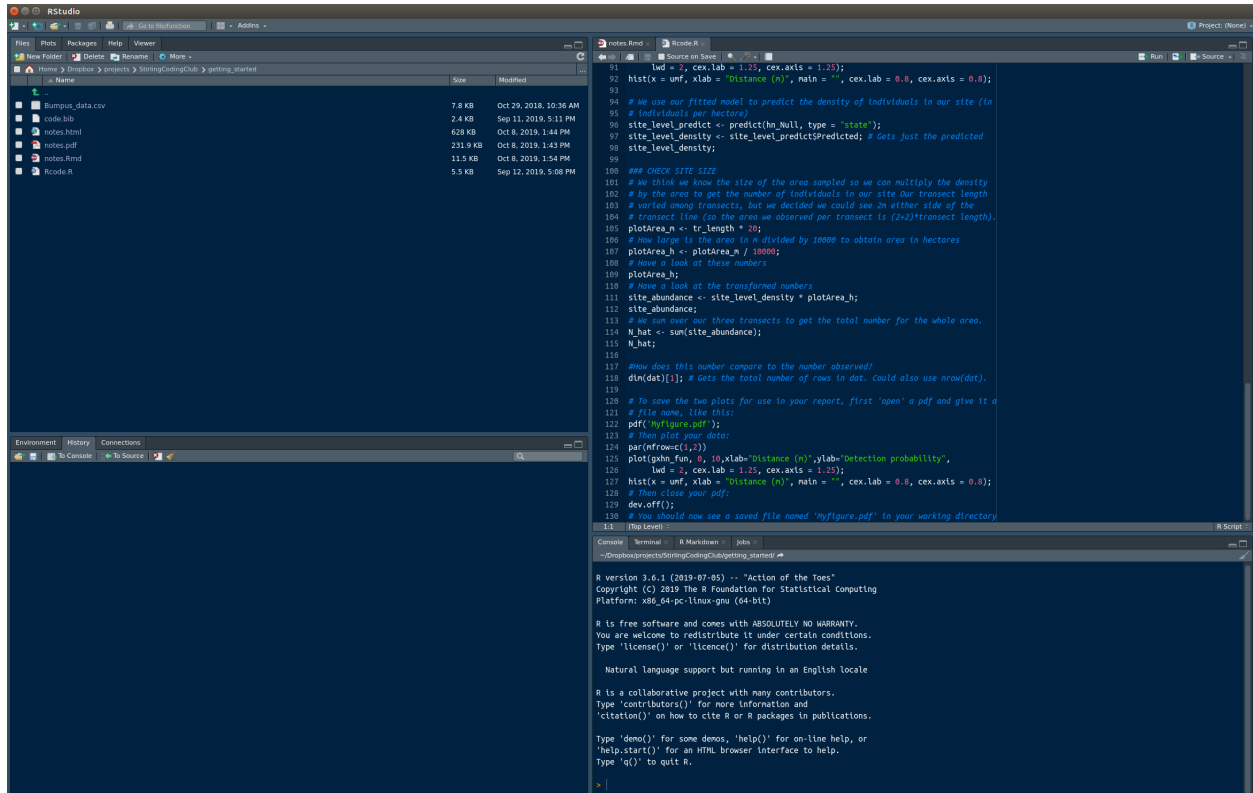 RStudio
Go to file/function
Addins
Project: (None)
Files Plots Packages Help Viewer
New Folder Delete Rename More
Home Dropbox projects StirlingCodingClub getting_started
Name Size Modified
..
Bumpus_data.csv 7.8 KB Oct 29, 2018, 10:36 AM
code.bib 2.4 KB Sep 11, 2019, 5:11 PM
notes.html 628 KB Oct 8, 2019, 1:44 PM
notes.pdf 231.9 KB Oct 8, 2019, 1:43 PM
notes.Rmd 11.5 KB Oct 8, 2019, 1:54 PM
Rcode.R 5.5 KB Sep 12, 2019, 5:08 PM
Environment History Connections
To Console To Source
notes.Rmd Rcode.R
Source on Save Run Source
91 lwd = 2, cex.lab = 1.25, cex.axis = 1.25);
92 hist(x = umf, xlab = "Distance (m)", main = "", cex.lab = 0.8, cex.axis = 0.8);
93
94 # We use our fitted model to predict the density of individuals in our site (in
95 # individuals per hectare)
96 site_level_predict <- predict(hn_Null, type = "state");
97 site_level_density <- site_level_predict$Predicted; # Gets just the predicted
98 site_level_density;
99
100 ### CHECK SITE SIZE
101 # We think we know the size of the area sampled so we can multiply the density
102 # by the area to get the number of individuals in our site Our transect length
103 # varied among transects, but we decided we could see 2m either side of the
104 # transect line (so the area we observed per transect is (2+2)*transect length).
105 plotArea_m <- tr_length * 20;
106 # How large is the area in m divided by 10000 to obtain area in hectares
107 plotArea_h <- plotArea_m / 10000;
108 # Have a look at these numbers
109 plotArea_h;
110 # Have a look at the transformed numbers
111 site_abundance <- site_level_density * plotArea_h;
112 site_abundance;
113 # We sum over our three transects to get the total number for the whole area.
114 N_hat <- sum(site_abundance);
115 N_hat;
116
117 #How does this number compare to the number observed?
118 dim(dat)[1]; # Gets the total number of rows in dat. Could also use nrow(dat).
119
120 # To save the two plots for use in your report, first 'open' a pdf and give it a
121 # file name, like this:
122 pdf('Myfigure.pdf');
123 # Then plot your data:
124 par(mfrow=c(1,2))
125 plot(gxhn_fun, 0, 10,xlab="Distance (m)",ylab="Detection probability",
126 lwd = 2, cex.lab = 1.25, cex.axis = 1.25);
127 hist(x = umf, xlab = "Distance (m)", main = "", cex.lab = 0.8, cex.axis = 0.8);
128 # Then close your pdf:
129 dev.off();
130 # You should now see a saved file named 'Myfigure.pdf' in your working directory
1:1 (Top Level) R Script
Console Terminal R Markdown Jobs
~/Dropbox/projects/StirlingCodingClub/getting_started/
R version 3.6.1 (2019-07-05) -- "Action of the Toes"
Copyright (C) 2019 The R Foundation for Statistical Computing
Platform: x86_64-pc-linux-gnu (64-bit)
R is free software and comes with ABSOLUTELY NO WARRANTY.
You are welcome to redistribute it under certain conditions.
Type 'license()' or 'licence()' for distribution details.
Natural language support but running in an English locale
R is a collaborative project with many contributors.
Type 'contributors()' for more information and
'citation()' on how to cite R or R packages in publications.
Type 'demo()' for some demos, 'help()' for on-line help, or
'help.start()' for an HTML browser interface to help.
Type 'q()' to quit R.
>